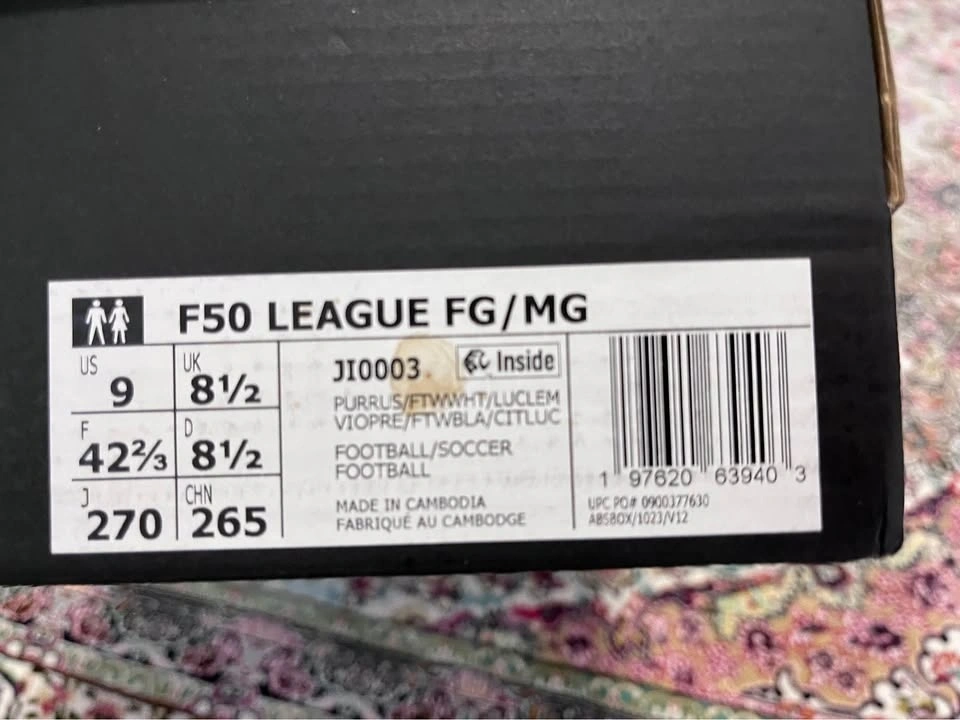 F50 LEAGUE FG/MG
US 9
UK 8½
F 42⅔
D 8½
J 270
CHN 265
JI0003
Inside
PURRUS/FTWWHT/LUCLEM
VIOPRE/FTWBLA/CITLUC
FOOTBALL/SOCCER
FOOTBALL
MADE IN CAMBODIA
FABRIQUÉ AU CAMBODGE
1 97620 63940 3
UPC PO# 0900377630
ABSBOX/1023/V12